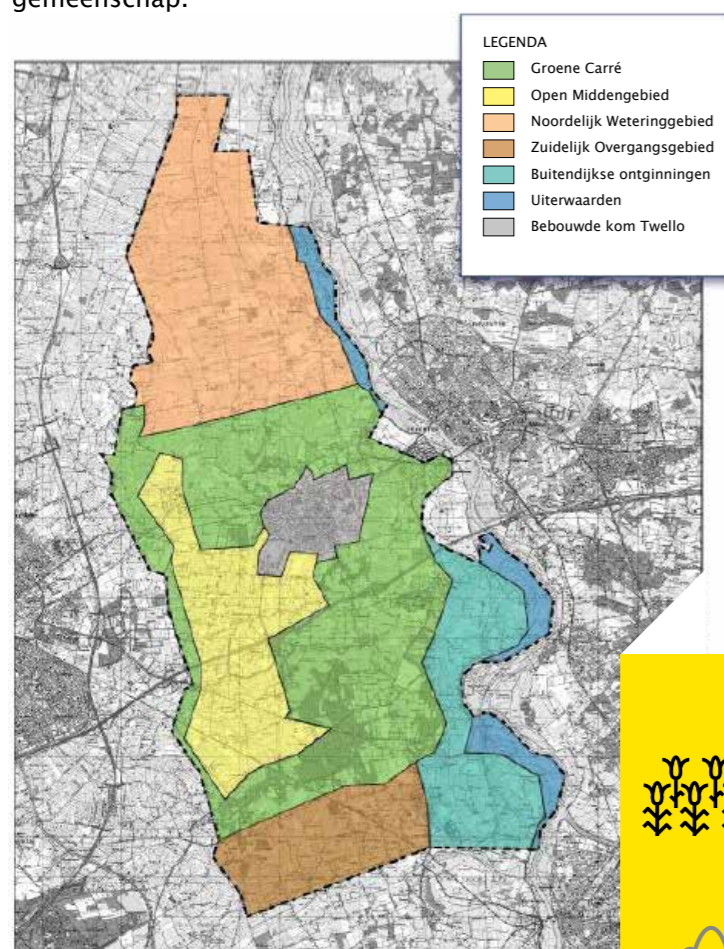 gemeenschap.
LEGENDA
Groene Carré
Open Middengebied
Noordelijk Weteringgebied
Zuidelijk Overgangsgebied
Buitendijkse ontginningen
Uiterwaarden
Bebouwde kom Twello